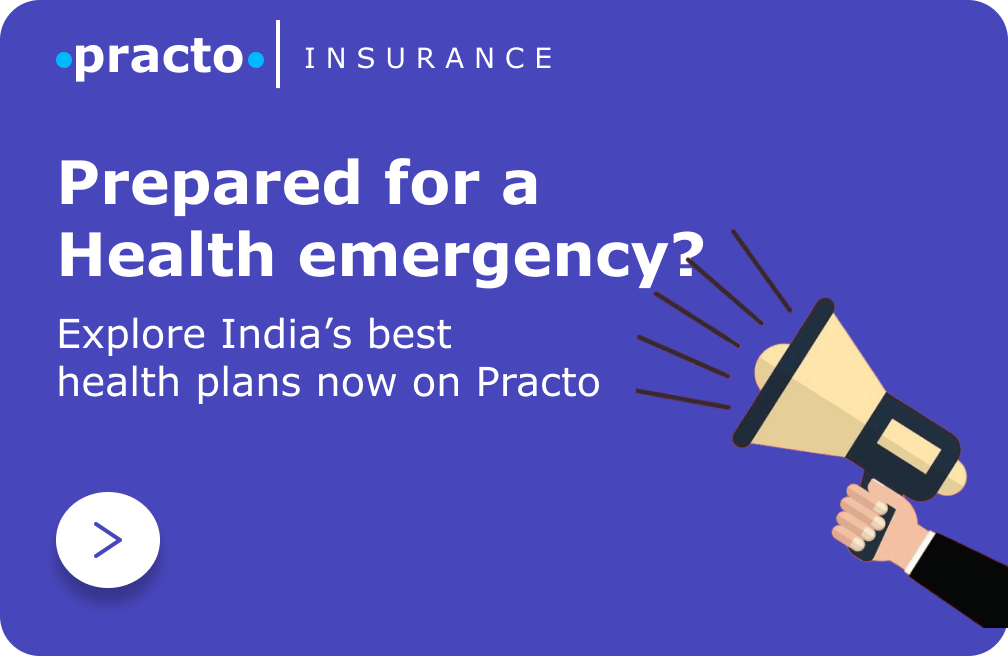 practo INSURANCE
Prepared for a
Health emergency?
Explore India’s best
health plans now on Practo